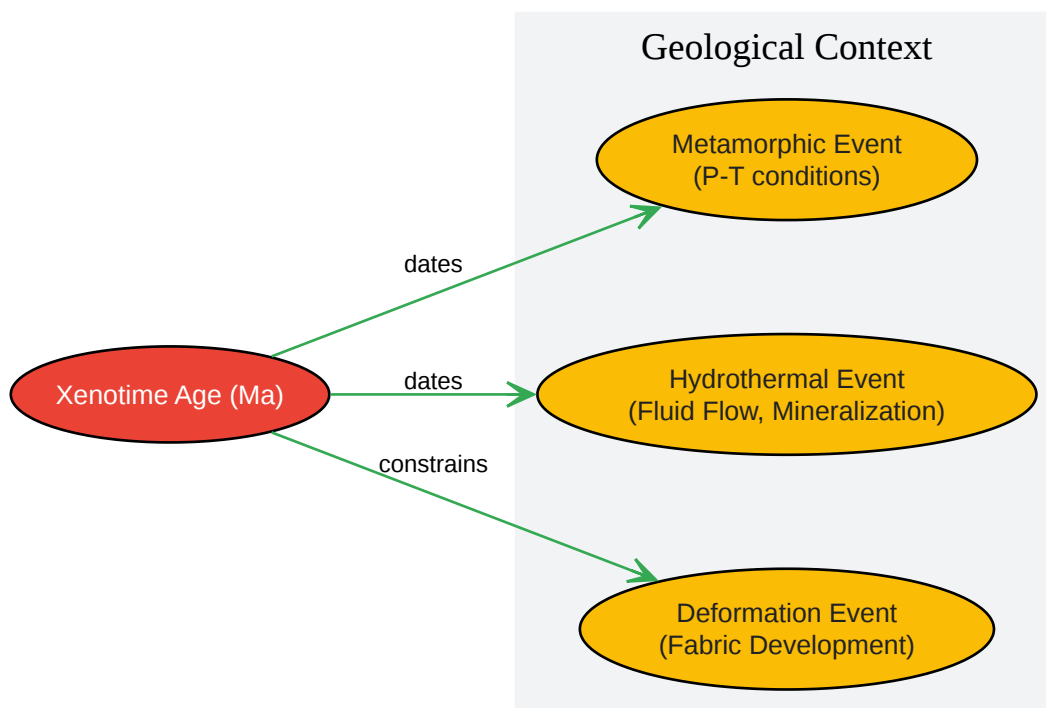 Geological Context
Metamorphic Event
(P-T conditions)
dates
Xenotime Age (Ma)
dates
Hydrothermal Event
(Fluid Flow, Mineralization)
constrains
Deformation Event
(Fabric Development)